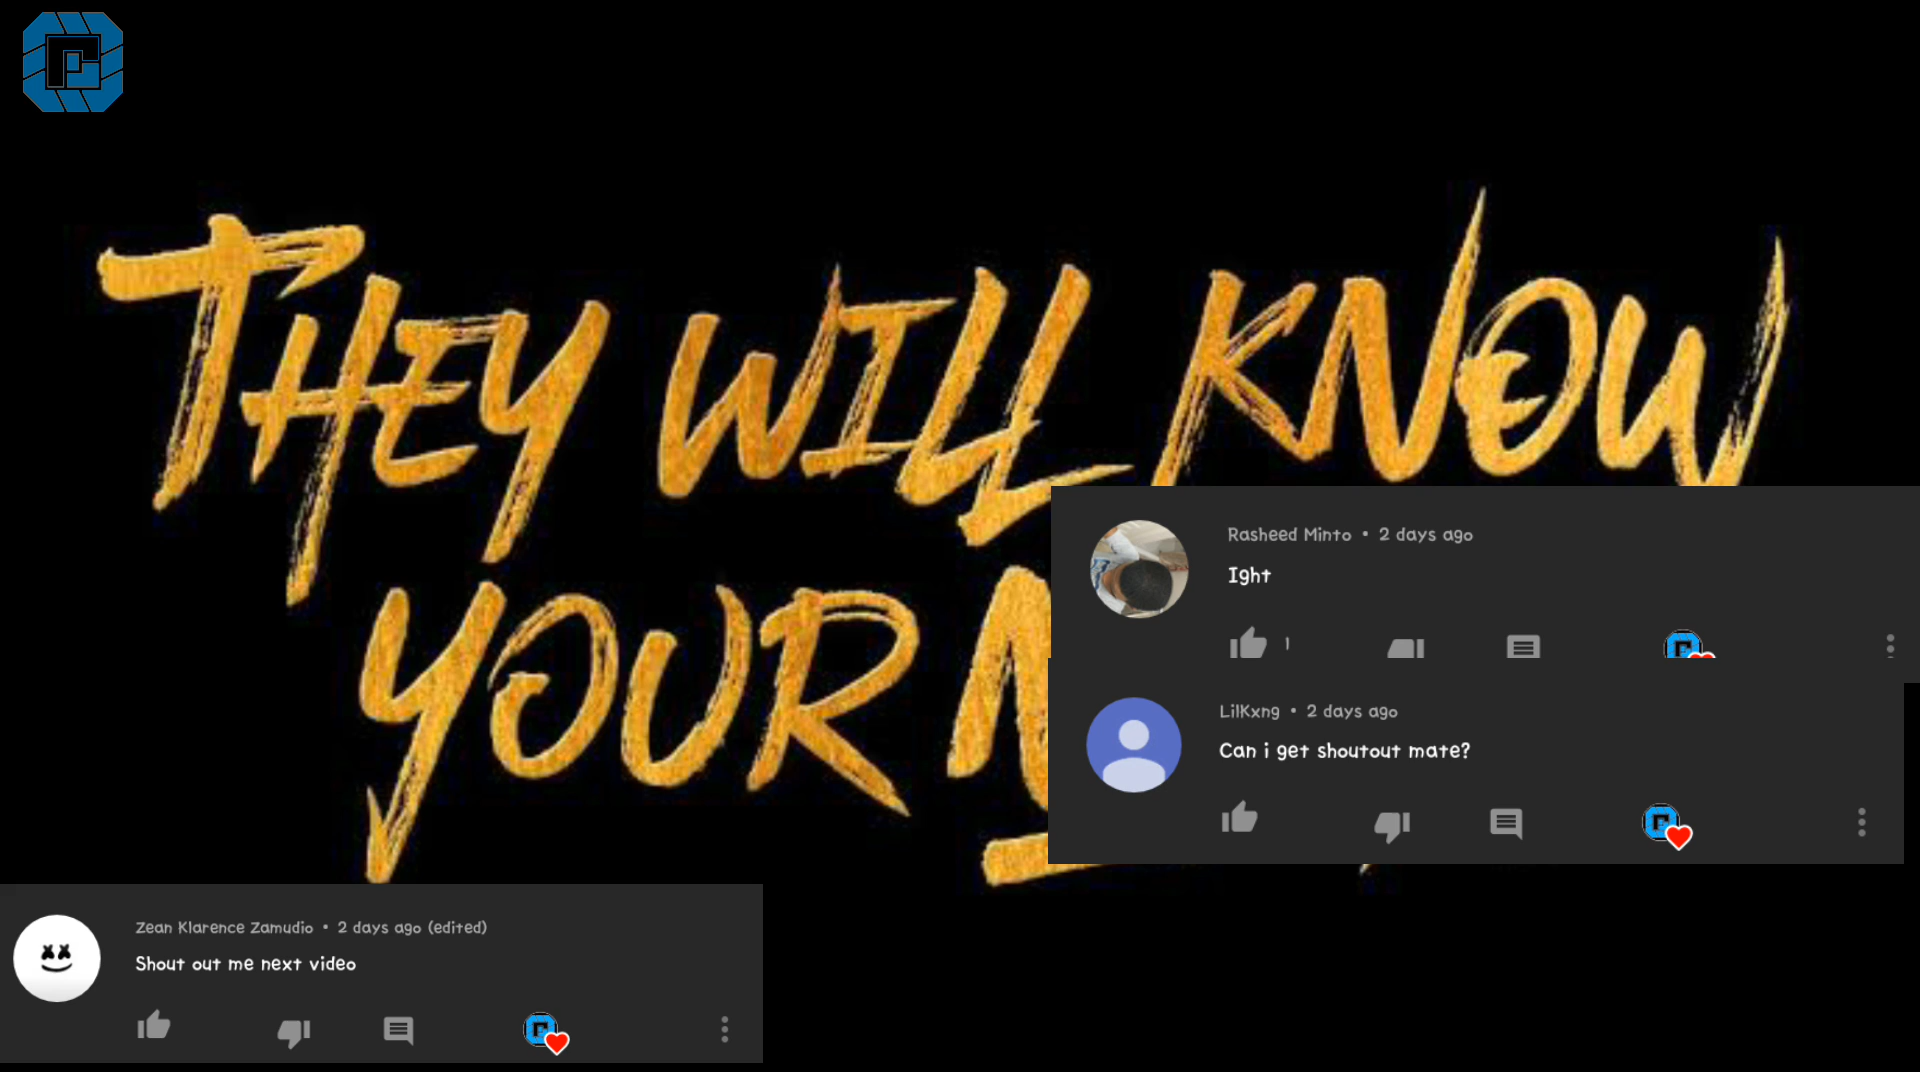 THEY WILL KNOW
YOUR
Rasheed Minto • 2 days ago
Ight
1
LilKxng • 2 days ago
Can i get shoutout mate?
Zean Klarence Zamudio • 2 days ago (edited)
Shout out me next video